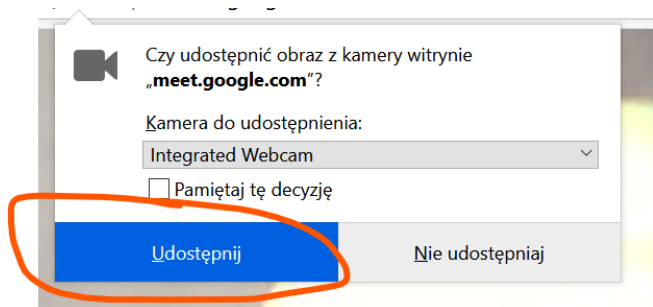 Czy udostępnić obraz z kamery witrynie
„meet.google.com”?
Kamera do udostępnienia:
Integrated Webcam
Pamiętaj tę decyzję
Udostępnij
Nie udostępniaj